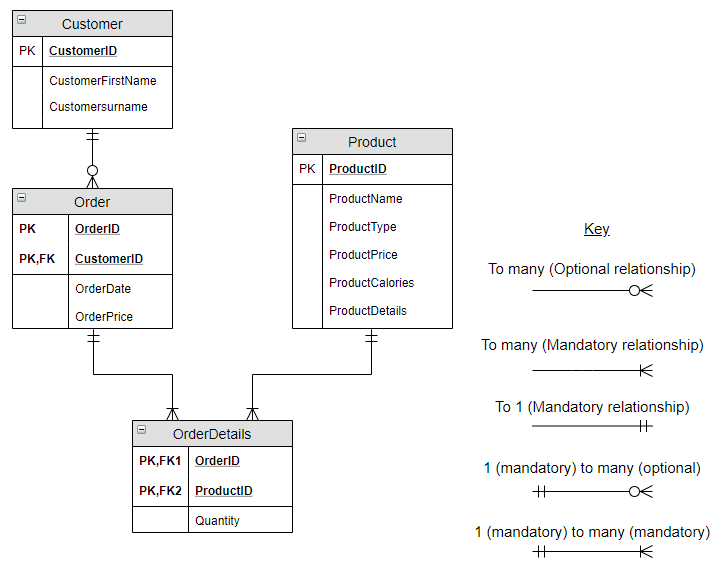 Customer
PK CustomerID
CustomerFirstName
Customersurname
Product
PK ProductID
ProductName
ProductType
ProductPrice
ProductCalories
ProductDetails
Order
PK OrderID
PK,FK CustomerID
OrderDate
OrderPrice
OrderDetails
PK,FK1 OrderID
PK,FK2 ProductID
Quantity
Key
To many (Optional relationship)
To many (Mandatory relationship)
To 1 (Mandatory relationship)
1 (mandatory) to many (optional)
1 (mandatory) to many (mandatory)